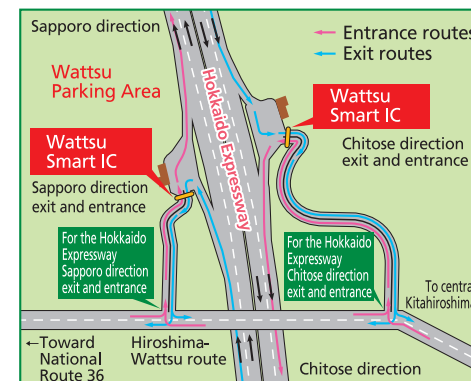 Sapporo direction
Entrance routes
Exit routes
Wattsu
Parking Area
Hokkaido Expressway
Wattsu
Smart IC
Wattsu
Smart IC
Chitose direction
exit and entrance
Sapporo direction
exit and entrance
For the Hokkaido
Expressway
Sapporo direction
exit and entrance
For the Hokkaido
Expressway
Chitose direction
exit and entrance
To centra
Kitahiroshima
←Toward
National
Route 36
Hiroshima-
Wattsu route
Chitose direction